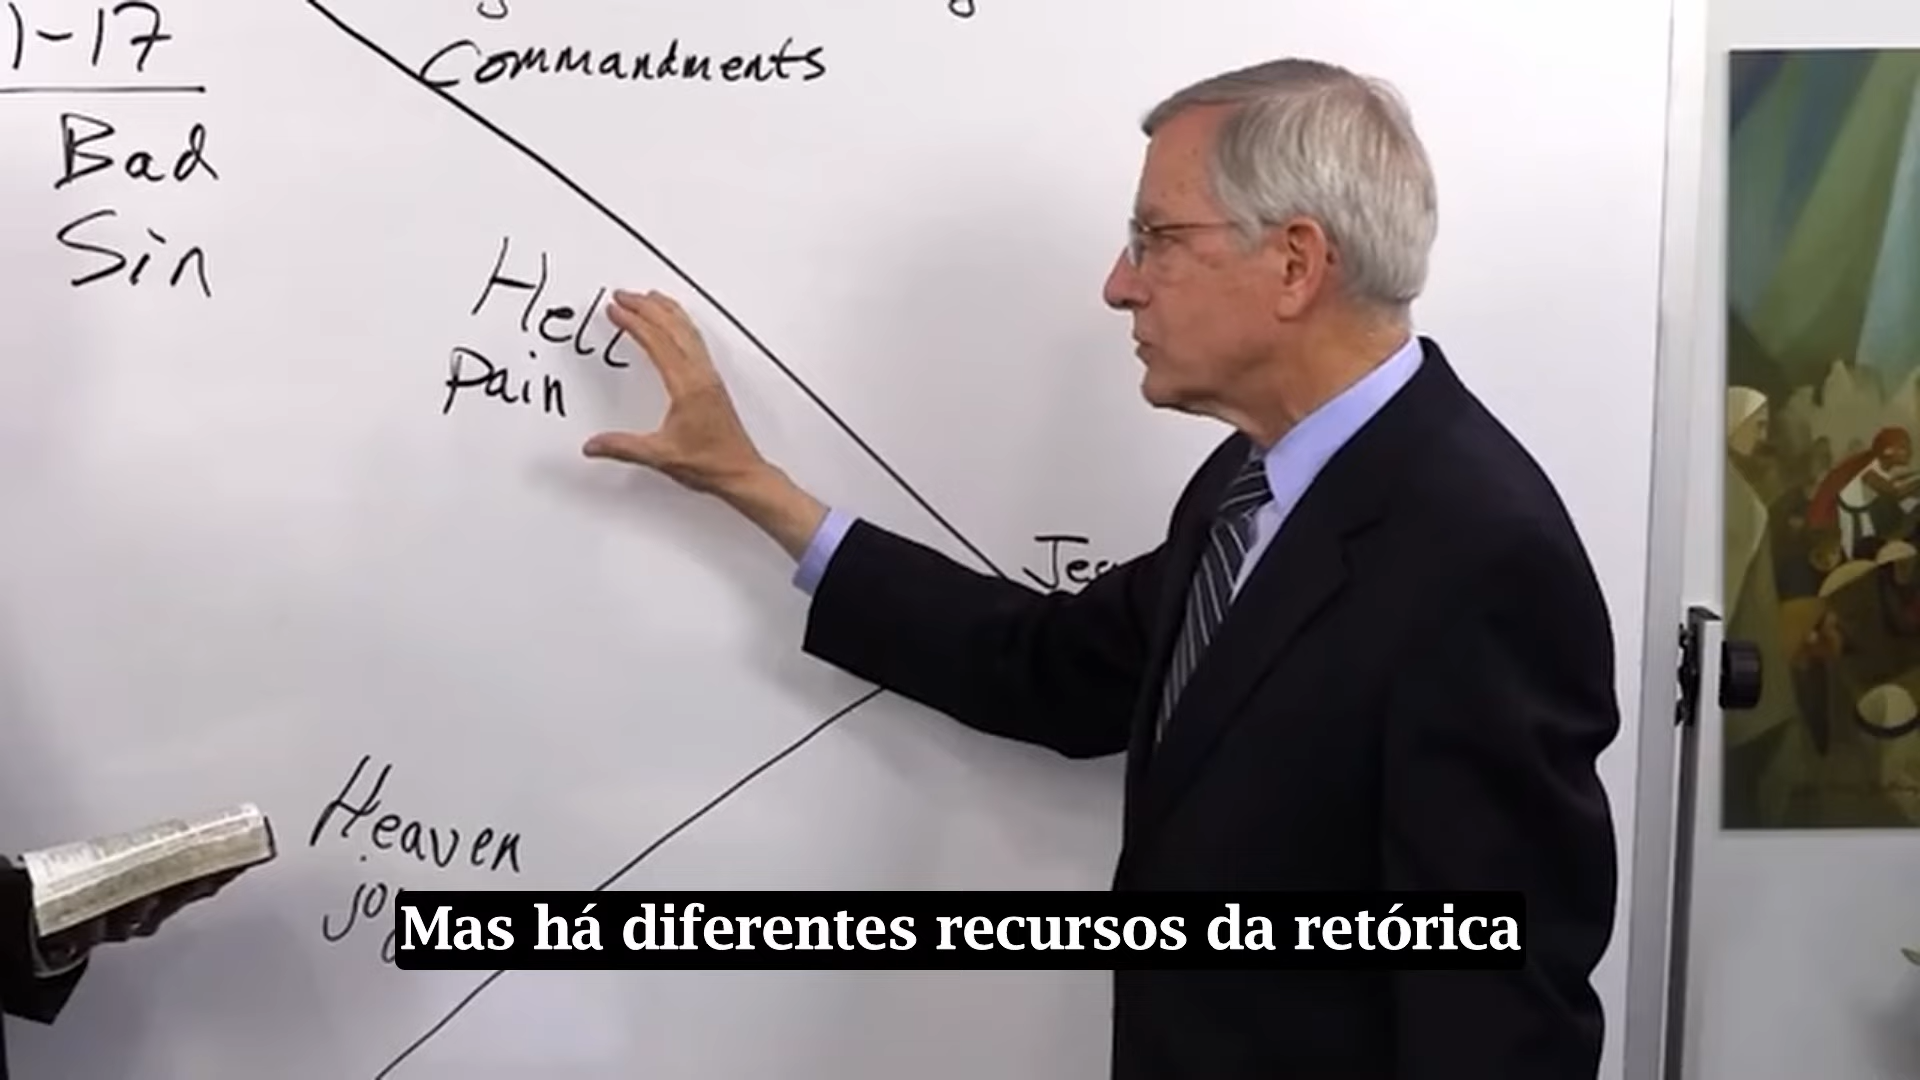 1-17
Commandments
Bad
Sin
Hell
Pain
Heaven
Mas há diferentes recursos da retórica